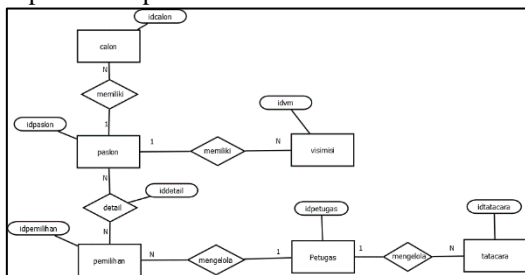 idcalon
calon
N
memiliki
idvm
idpaslon
1
paslon
1
memiliki
N
visimisi
N
iddetail
detail
idpetugas
idtatacara
idpemilihan
N
pemilihan
N
mengelola
1
Petugas
1
mengelola
N
tatacara